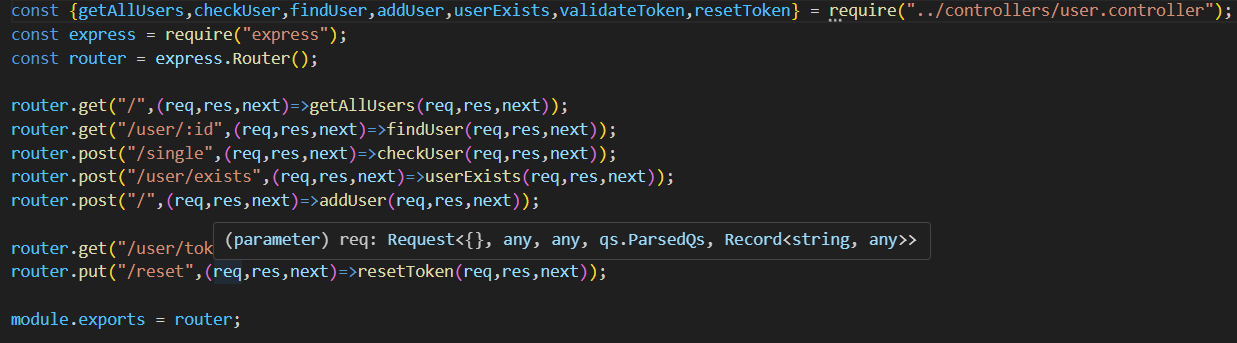 const {getAllUsers,checkUser,findUser,addUser,userExists,validateToken,resetToken} = require("../controllers/user.controller");
const express = require("express");
const router = express.Router();
router.get("/",(req,res,next)=>getAllUsers(req,res,next));
router.get("/user/:id",(req,res,next)=>findUser(req,res,next));
router.post("/single",(req,res,next)=>checkUser(req,res,next));
router.post("/user/exists",(req,res,next)=>userExists(req,res,next));
router.post("/",(req,res,next)=>addUser(req,res,next));
router.get("/user/tok
(parameter) req: Request<{}, any, any, qs.ParsedQs, Record<string, any>>
router.put("/reset",(req,res,next)=>resetToken(req,res,next));
module.exports = router;